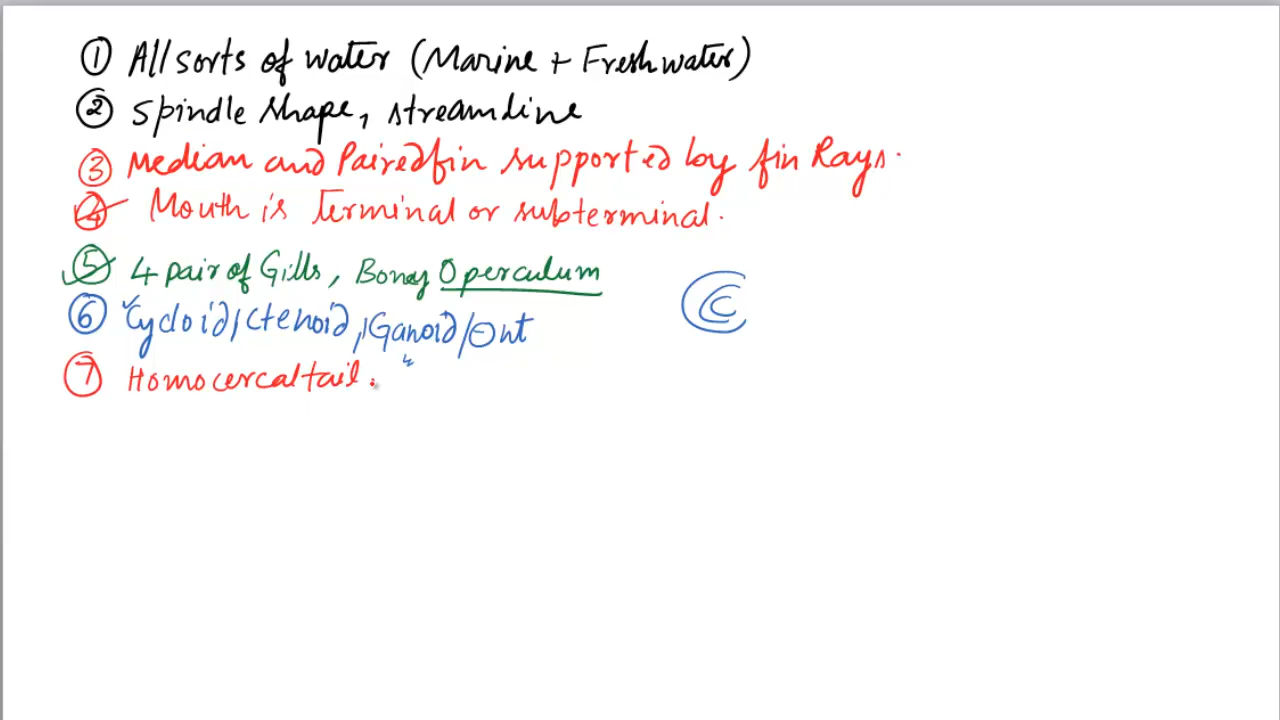 ① All sorts of water (Marine + Freshwater)
② Spindle shape, streamline
③ Median and Paired fin supported by fin Rays.
④ Mouth is Terminal or subterminal.
⑤ 4 pair of Gills, Bony Operculum
⑥ Cycloid/Ctenoid, Ganoid/
⑦ Homocercal tail.